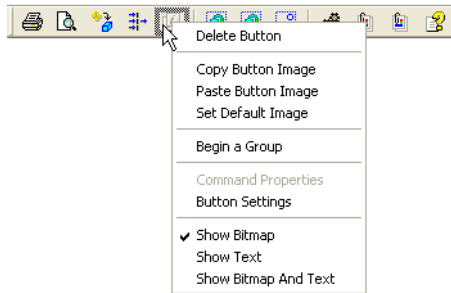 Delete Button
Copy Button Image
Paste Button Image
Set Default Image
Begin a Group
Command Properties
Button Settings
Show Bitmap
Show Text
Show Bitmap And Text